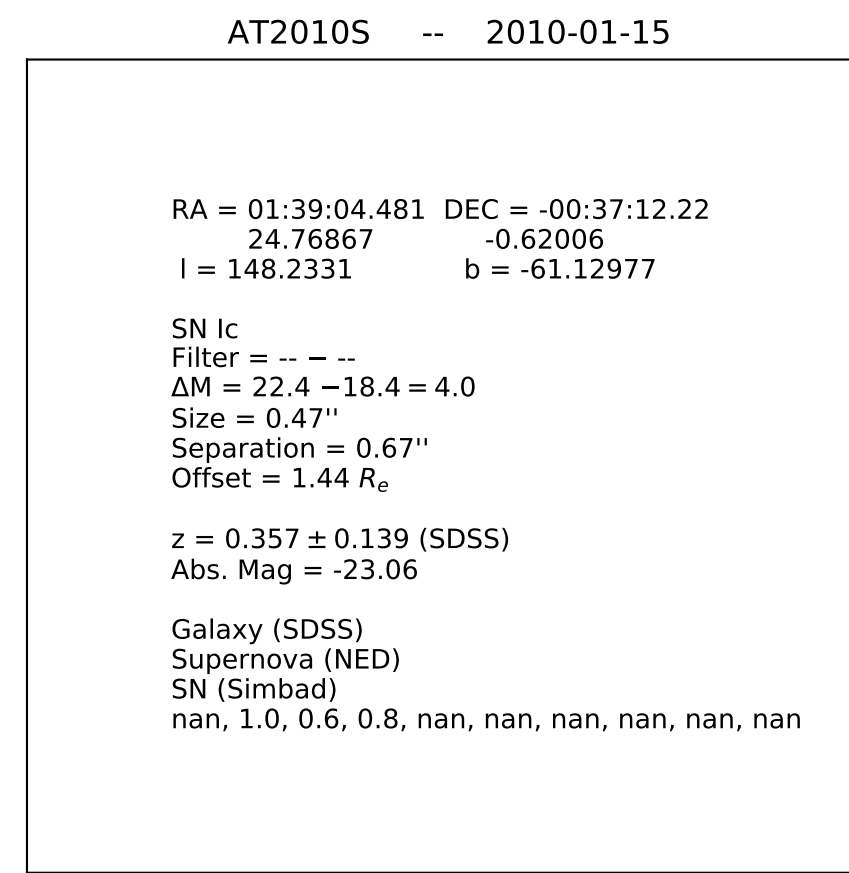 AT2010S -- 2010-01-15
RA = 01:39:04.481 DEC = -00:37:12.22
24.76867 -0.62006
l = 148.2331 b = -61.12977
SN Ic
Filter = -- − --
ΔM = 22.4 −18.4 = 4.0
Size = 0.47''
Separation = 0.67''
Offset = 1.44 Rₑ
z = 0.357 ± 0.139 (SDSS)
Abs. Mag = -23.06
Galaxy (SDSS)
Supernova (NED)
SN (Simbad)
nan, 1.0, 0.6, 0.8, nan, nan, nan, nan, nan, nan